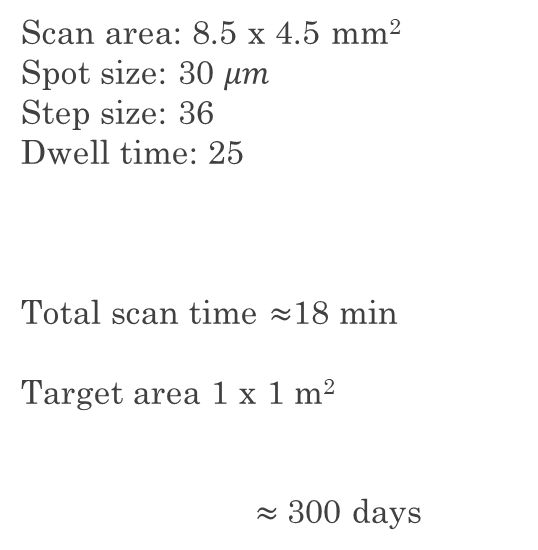 Scan area: 8.5 x 4.5 mm²
Spot size: 30 μm
Step size: 36
Dwell time: 25
Total scan time ≈18 min
Target area 1 x 1 m²
≈ 300 days